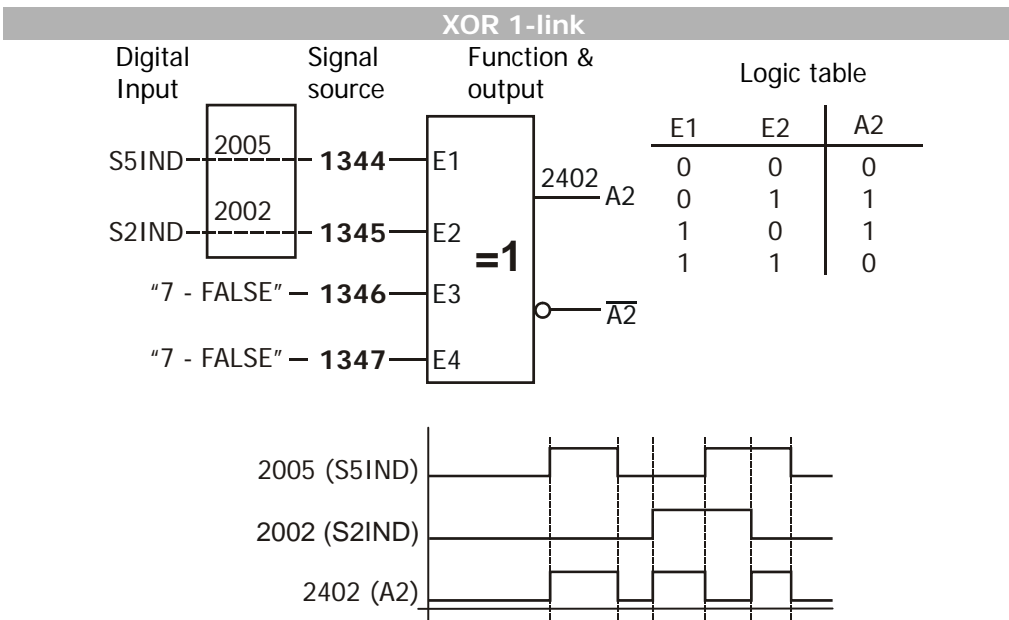 XOR 1-link
Digital Input
Signal source
Function & output
Logic table
S5IND 2005 1344 E1
S2IND 2002 1345 E2
"7 - FALSE" 1346 E3
"7 - FALSE" 1347 E4
=1
2402 A2
A2
E1 E2 A2
0 0 0
0 1 1
1 0 1
1 1 0
2005 (S5IND)
2002 (S2IND)
2402 (A2)